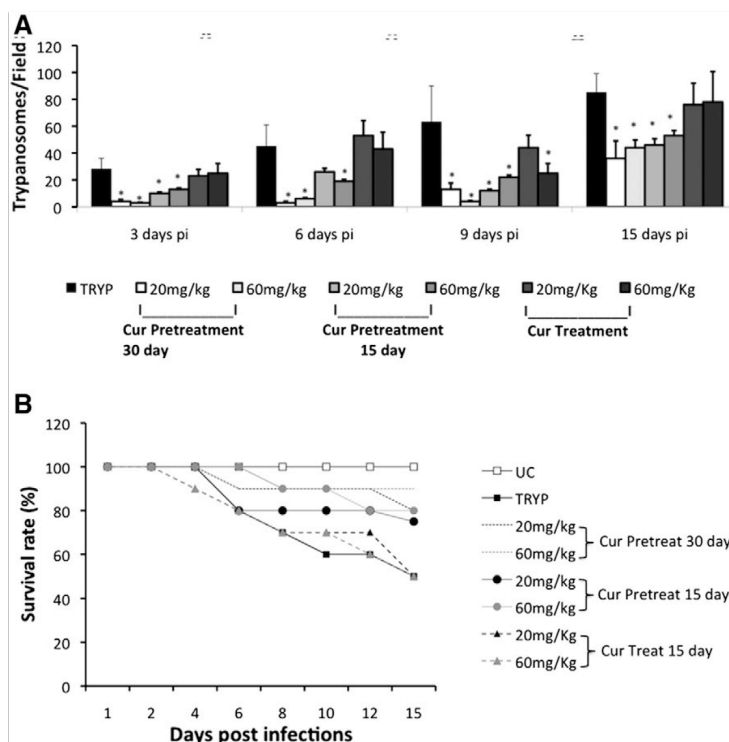 A
120
100
80
60
40
20
0
Trypanosomes/Field
* * * *
* * *
* * * * *
* * * *
3 days pi 6 days pi 9 days pi 15 days pi
TRYP 20mg/kg 60mg/kg 20mg/kg 60mg/kg 20mg/Kg 60mg/Kg
Cur Pretreatment
30 day
Cur Pretreatment
15 day
Cur Treatment
B
120
100
80
60
40
20
0
Survival rate (%)
1 2 4 6 8 10 12 15
Days post infections
UC
TRYP
20mg/kg
60mg/kg
Cur Pretreat 30 day
20mg/kg
60mg/kg
Cur Pretreat 15 day
20mg/Kg
60mg/Kg
Cur Treat 15 day